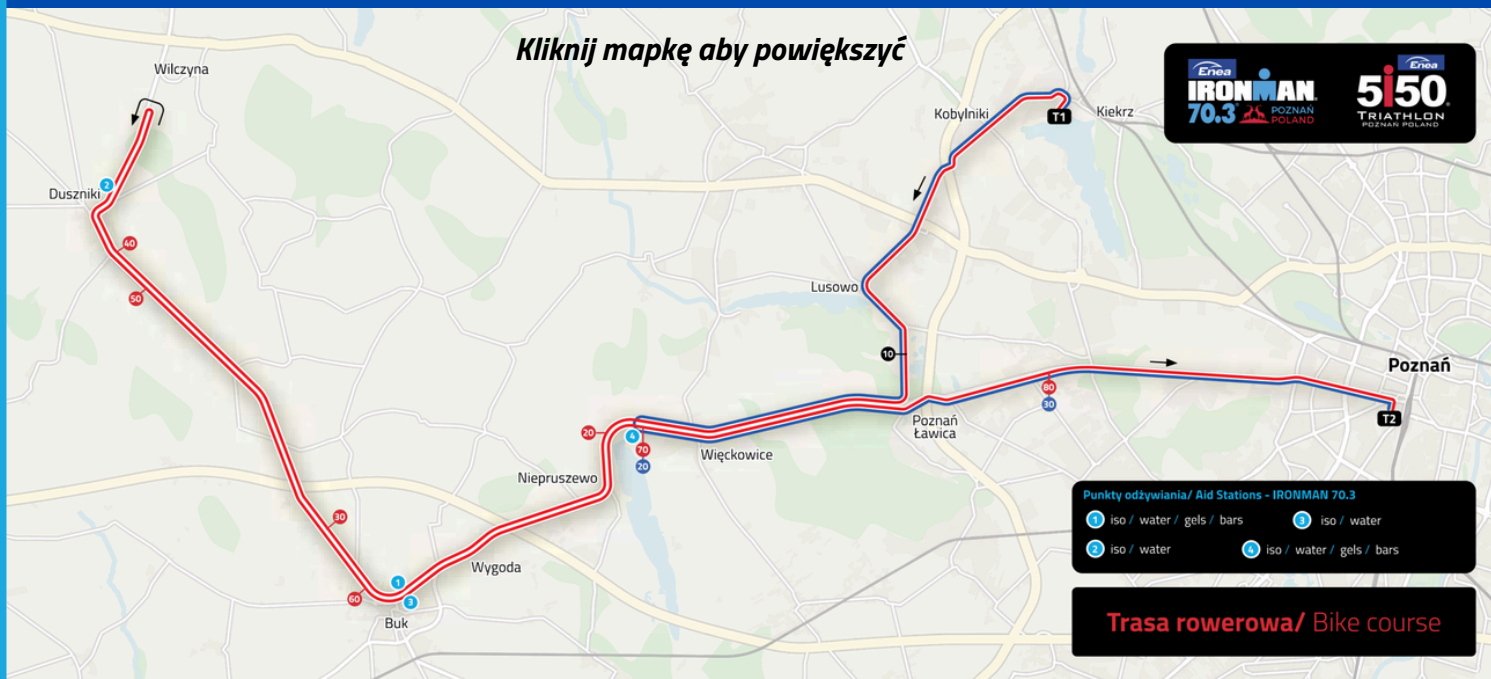 Kliknij mapkę aby powiększyć
Wilczyna
Enea
IRONMAN
70.3
POZNAŃ
POLAND
Enea
5i50
TRIATHLON
POZNAN POLAND
Kobylniki
T1
Kiekrz
Duszniki
2
40
50
Lusowo
10
Poznań
80
30
T2
Poznań
Ławica
20
4
70
20
Więckowice
Niepruszewo
30
Wygoda
1
60
3
Buk
Punkty odżywiania/ Aid Stations - IRONMAN 70.3
1 iso / water / gels / bars
3 iso / water
2 iso / water
4 iso / water / gels / bars
Trasa rowerowa/ Bike course